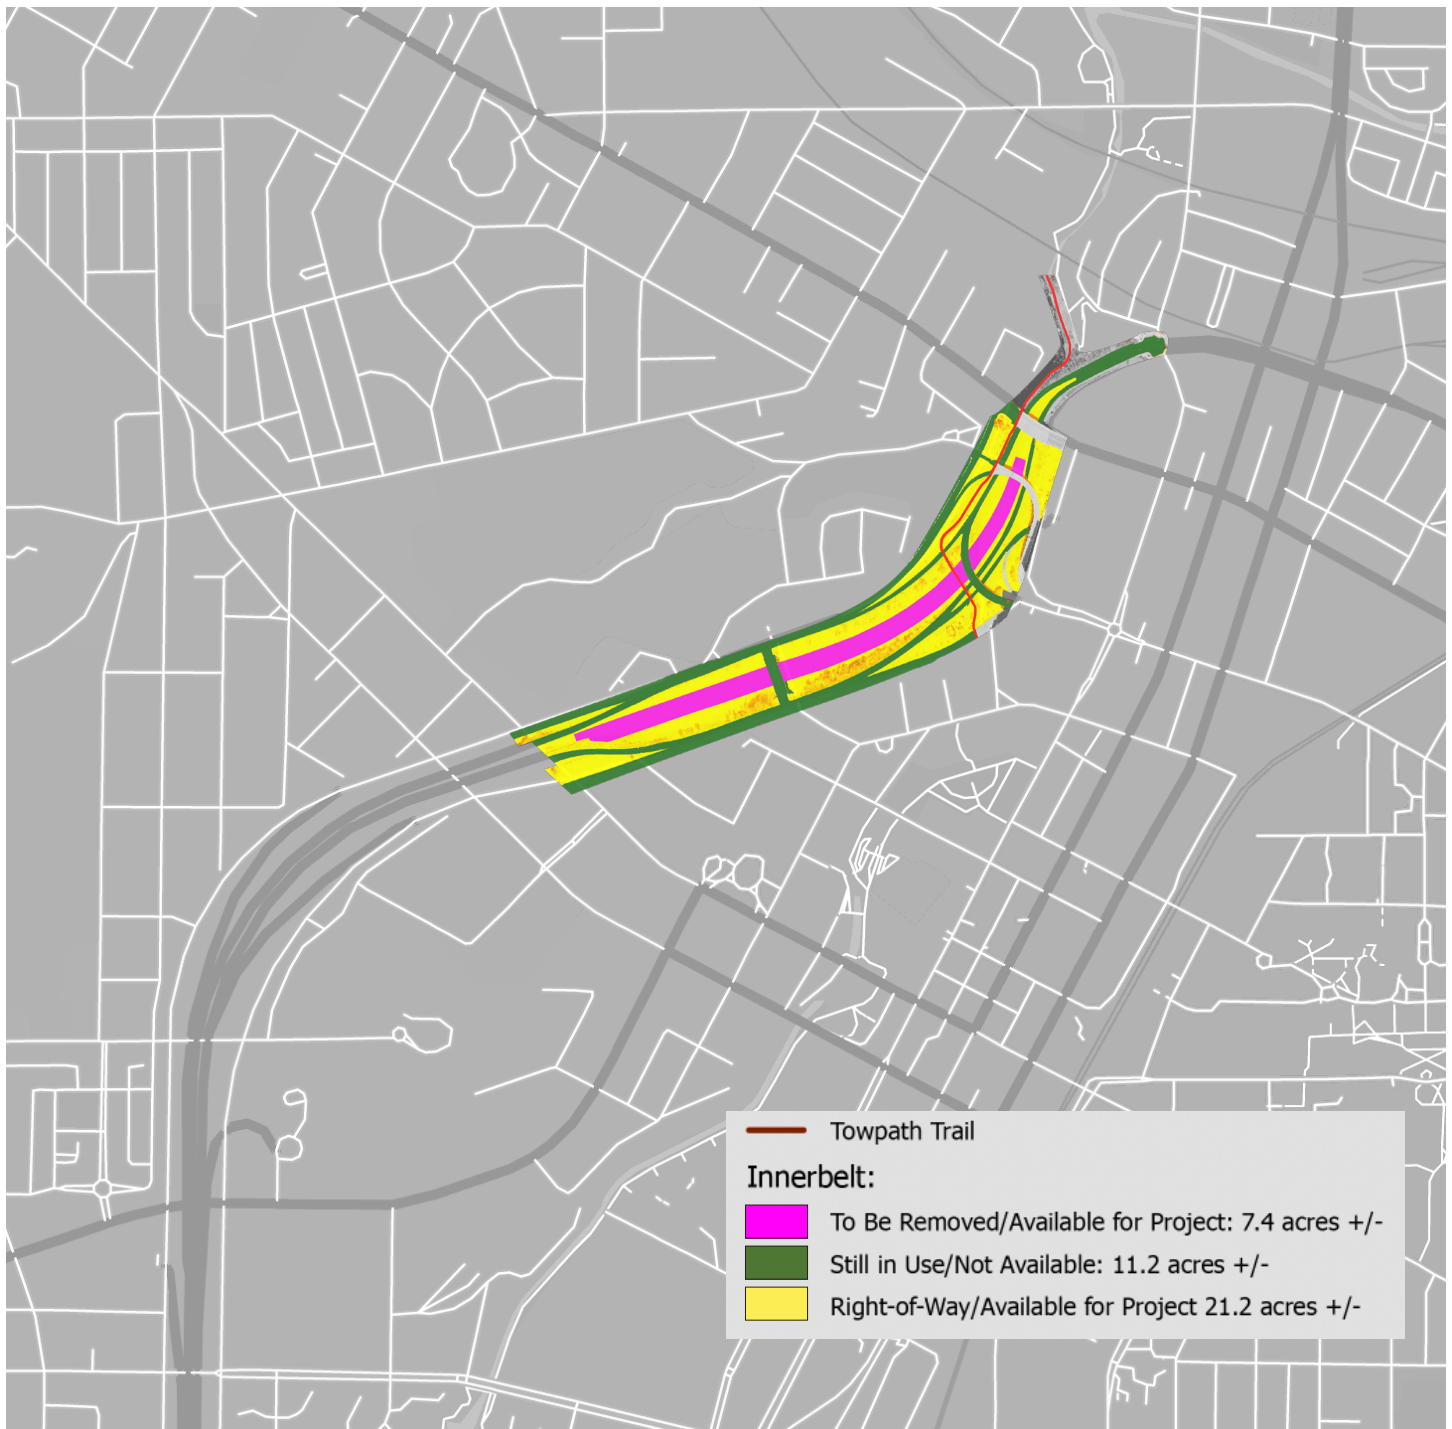 Towpath Trail
Innerbelt:
To Be Removed/Available for Project: 7.4 acres +/-
Still in Use/Not Available: 11.2 acres +/-
Right-of-Way/Available for Project 21.2 acres +/-